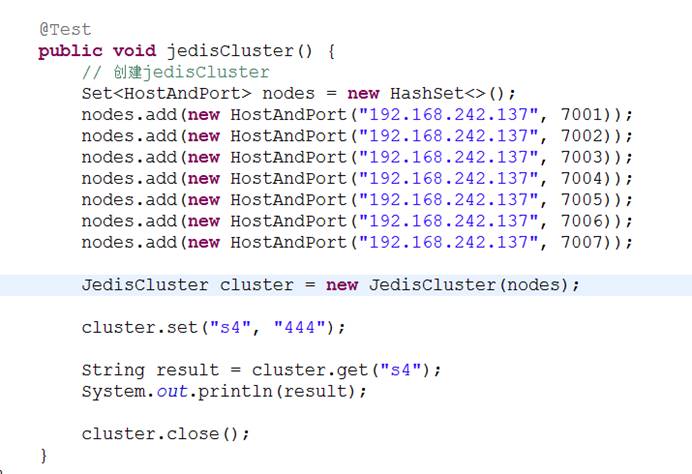 @Test
public void jedisCluster() {
// 创建jedisCluster
Set<HostAndPort> nodes = new HashSet<>();
nodes.add(new HostAndPort("192.168.242.137", 7001));
nodes.add(new HostAndPort("192.168.242.137", 7002));
nodes.add(new HostAndPort("192.168.242.137", 7003));
nodes.add(new HostAndPort("192.168.242.137", 7004));
nodes.add(new HostAndPort("192.168.242.137", 7005));
nodes.add(new HostAndPort("192.168.242.137", 7006));
nodes.add(new HostAndPort("192.168.242.137", 7007));
JedisCluster cluster = new JedisCluster(nodes);
cluster.set("s4", "444");
String result = cluster.get("s4");
System.out.println(result);
cluster.close();
}